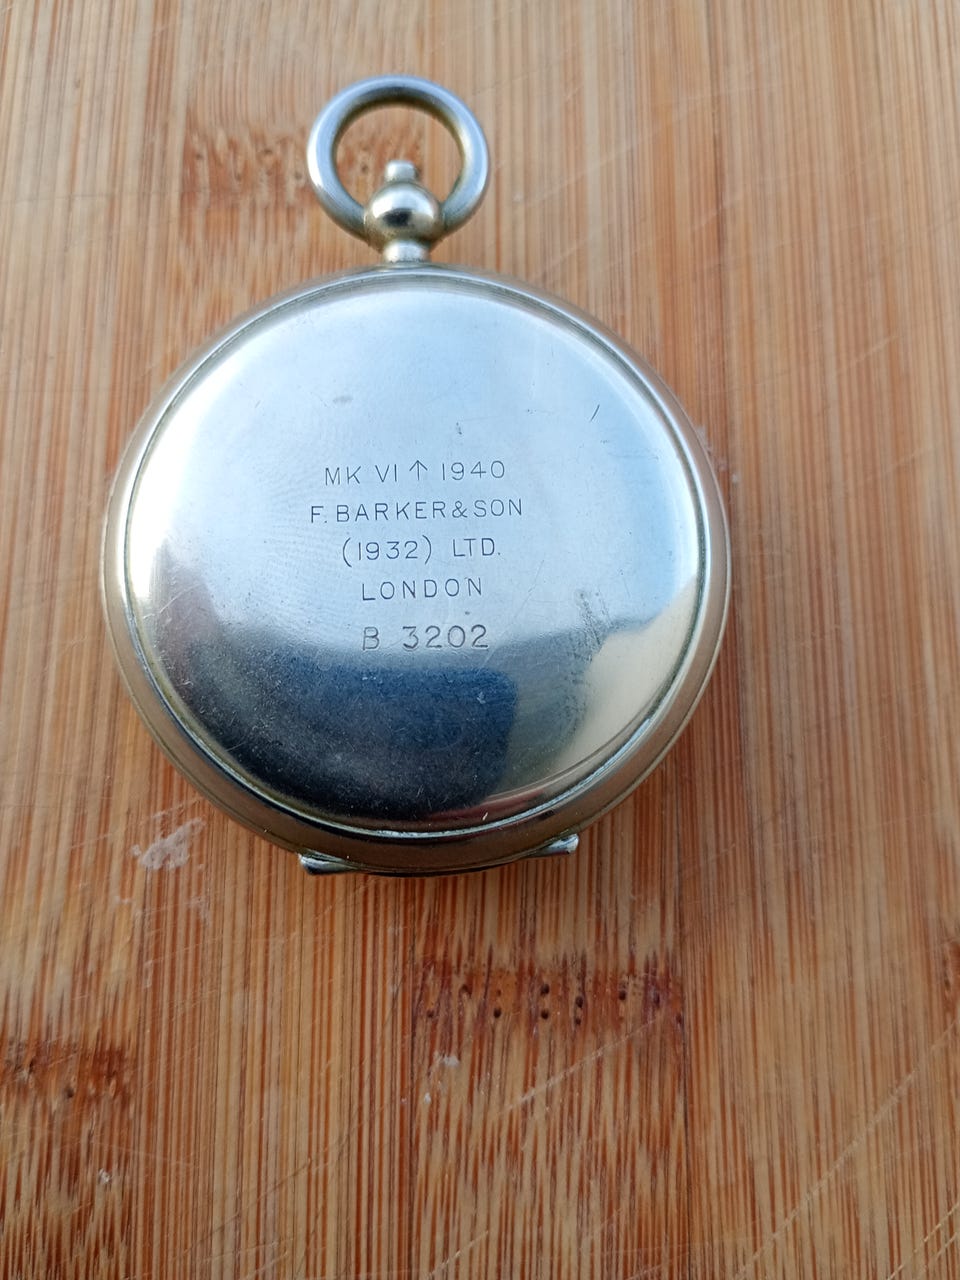 MK VI ↑ 1940
F. BARKER & SON
(1932) LTD.
LONDON
B 3202